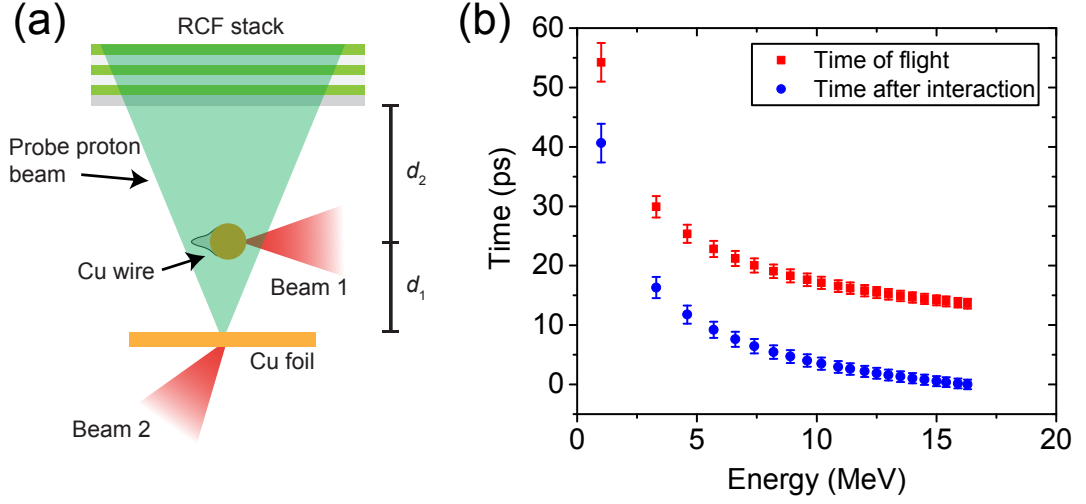 (a)
RCF stack
Probe proton
beam
d2
Cu wire
Beam 1
d1
Cu foil
Beam 2
(b)
Time of flight
Time after interaction
Time (ps)
60
50
40
30
20
10
0
0 5 10 15 20
Energy (MeV)